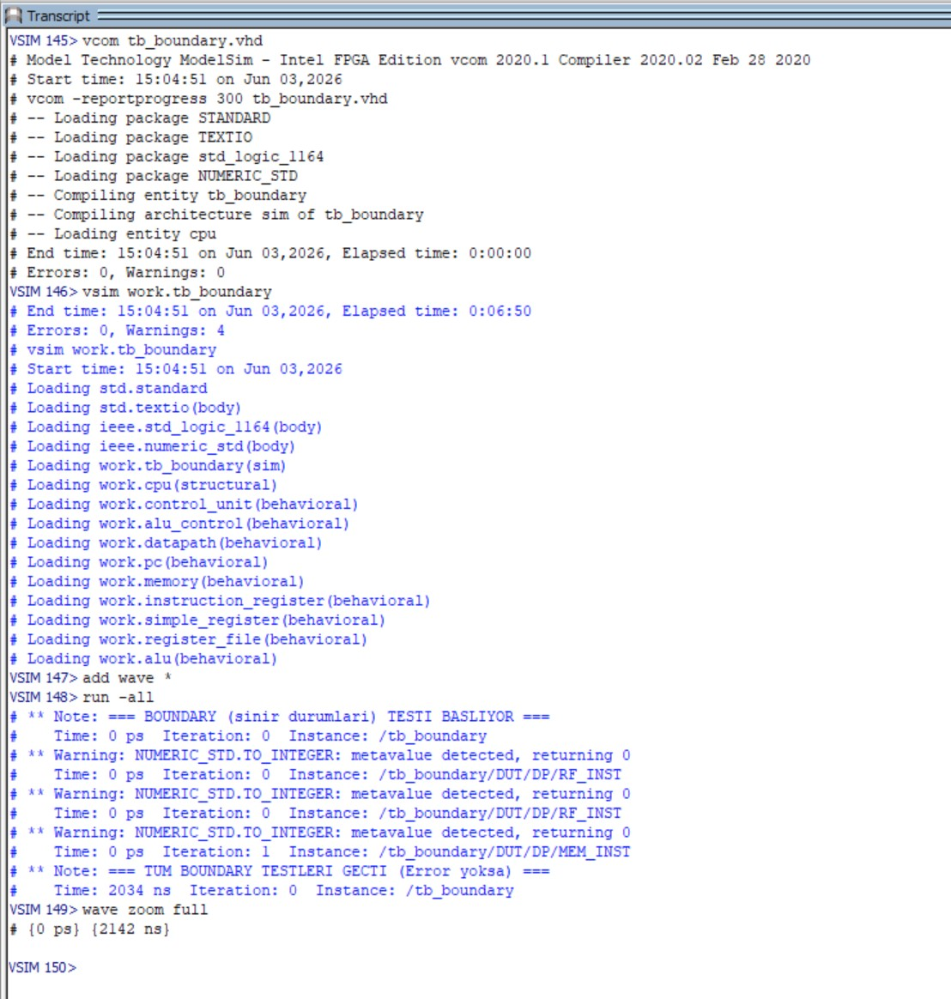 Transcript
VSIM 145> vcom tb_boundary.vhd
# Model Technology ModelSim - Intel FPGA Edition vcom 2020.1 Compiler 2020.02 Feb 28 2020
# Start time: 15:04:51 on Jun 03,2026
# vcom -reportprogress 300 tb_boundary.vhd
# -- Loading package STANDARD
# -- Loading package TEXTIO
# -- Loading package std_logic_1164
# -- Loading package NUMERIC_STD
# -- Compiling entity tb_boundary
# -- Compiling architecture sim of tb_boundary
# -- Loading entity cpu
# End time: 15:04:51 on Jun 03,2026, Elapsed time: 0:00:00
# Errors: 0, Warnings: 0
VSIM 146> vsim work.tb_boundary
# End time: 15:04:51 on Jun 03,2026, Elapsed time: 0:06:50
# Errors: 0, Warnings: 4
# vsim work.tb_boundary
# Start time: 15:04:51 on Jun 03,2026
# Loading std.standard
# Loading std.textio(body)
# Loading ieee.std_logic_1164(body)
# Loading ieee.numeric_std(body)
# Loading work.tb_boundary(sim)
# Loading work.cpu(structural)
# Loading work.control_unit(behavioral)
# Loading work.alu_control(behavioral)
# Loading work.datapath(behavioral)
# Loading work.pc(behavioral)
# Loading work.memory(behavioral)
# Loading work.instruction_register(behavioral)
# Loading work.simple_register(behavioral)
# Loading work.register_file(behavioral)
# Loading work.alu(behavioral)
VSIM 147> add wave *
VSIM 148> run -all
# ** Note: === BOUNDARY (sinir durumlari) TESTI BASLIYOR ===
#    Time: 0 ps  Iteration: 0  Instance: /tb_boundary
# ** Warning: NUMERIC_STD.TO_INTEGER: metavalue detected, returning 0
#    Time: 0 ps  Iteration: 0  Instance: /tb_boundary/DUT/DP/RF_INST
# ** Warning: NUMERIC_STD.TO_INTEGER: metavalue detected, returning 0
#    Time: 0 ps  Iteration: 0  Instance: /tb_boundary/DUT/DP/RF_INST
# ** Warning: NUMERIC_STD.TO_INTEGER: metavalue detected, returning 0
#    Time: 0 ps  Iteration: 1  Instance: /tb_boundary/DUT/DP/MEM_INST
# ** Note: === TUM BOUNDARY TESTLERI GECTI (Error yoksa) ===
#    Time: 2034 ns  Iteration: 0  Instance: /tb_boundary
VSIM 149> wave zoom full
# {0 ps} {2142 ns}
VSIM 150>